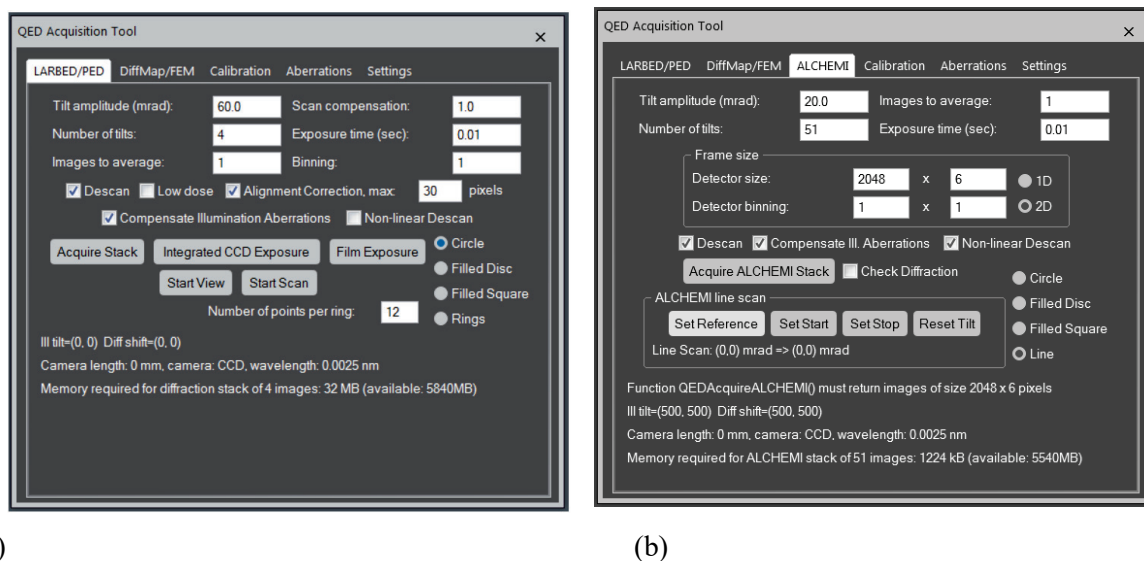 QED Acquisition Tool ×
LARBED/PED DiffMap/FEM Calibration Aberrations Settings
Tilt amplitude (mrad): 60.0 Scan compensation: 1.0
Number of tilts: 4 Exposure time (sec): 0.01
Images to average: 1 Binning: 1
Descan Low dose Alignment Correction, max: 30 pixels
Compensate Illumination Aberrations Non-linear Descan
Acquire Stack Integrated CCD Exposure Film Exposure Circle
Filled Disc
Start View Start Scan
Filled Square
Number of points per ring: 12 Rings
Ill tilt=(0, 0) Diff shift=(0, 0)
Camera length: 0 mm, camera: CCD, wavelength: 0.0025 nm
Memory required for diffraction stack of 4 images: 32 MB (available: 5840MB)
)
QED Acquisition Tool ×
LARBED/PED DiffMap/FEM ALCHEMI Calibration Aberrations Settings
Tilt amplitude (mrad): 20.0 Images to average: 1
Number of tilts: 51 Exposure time (sec): 0.01
Frame size
Detector size: 2048 x 6 1D
Detector binning: 1 x 1 2D
Descan Compensate Ill. Aberrations Non-linear Descan
Acquire ALCHEMI Stack Check Diffraction Circle
ALCHEMI line scan
Filled Disc
Set Reference Set Start Set Stop Reset Tilt Filled Square
Line Scan: (0,0) mrad => (0,0) mrad Line
Function QEDAcquireALCHEMI() must return images of size 2048 x 6 pixels
Ill tilt=(500, 500) Diff shift=(500, 500)
Camera length: 0 mm, camera: CCD, wavelength: 0.0025 nm
Memory required for ALCHEMI stack of 51 images: 1224 kB (available: 5540MB)
(b)